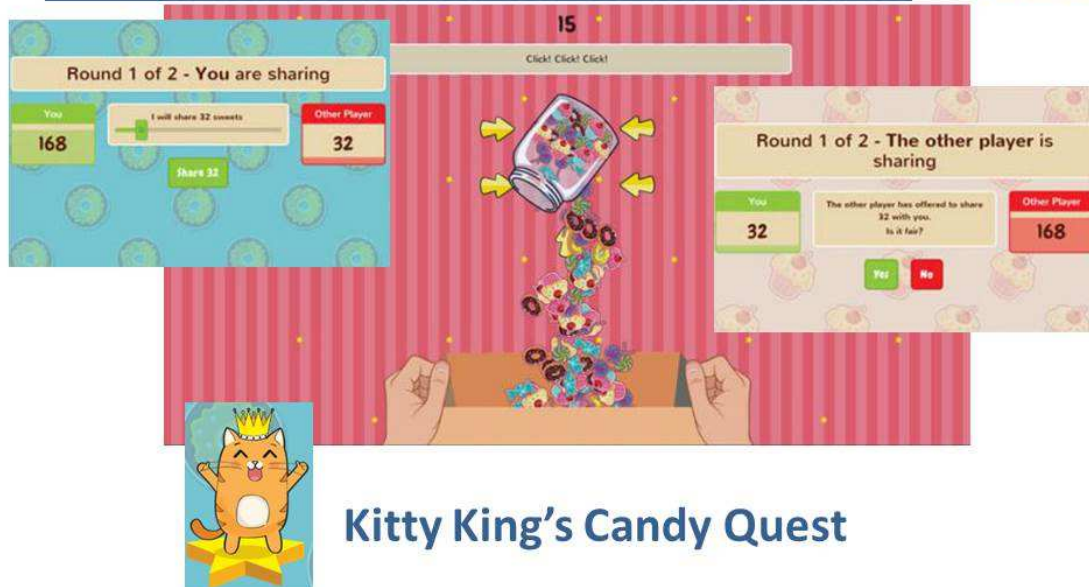 15
Click! Click! Click!
Round 1 of 2 - You are sharing
You
168
I will share 32 sweets
Share 32
Other Player
32
Round 1 of 2 - The other player is
sharing
You
32
The other player has offered to share
32 with you.
Is it fair?
Yes
No
Other Player
168
Kitty King's Candy Quest